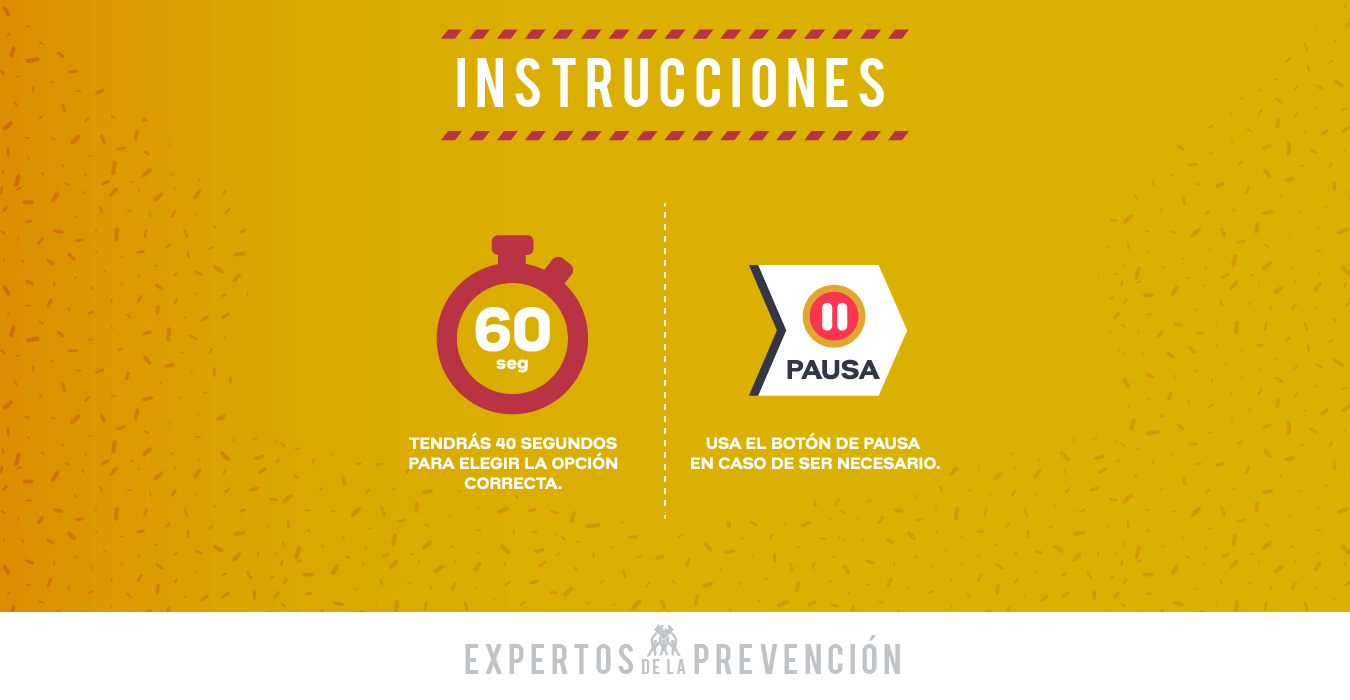 INSTRUCCIONES
60
seg
TENDRÁS 40 SEGUNDOS
PARA ELEGIR LA OPCIÓN
CORRECTA.
PAUSA
USA EL BOTÓN DE PAUSA
EN CASO DE SER NECESARIO.
EXPERTOS DE LA PREVENCIÓN